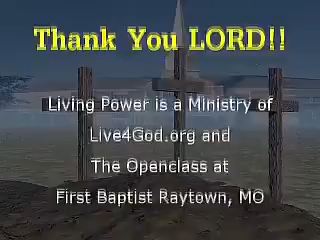 Thank You LORD!!
Living Power is a Ministry of
Live4God.org and
The Openclass at
First Baptist Raytown, MO